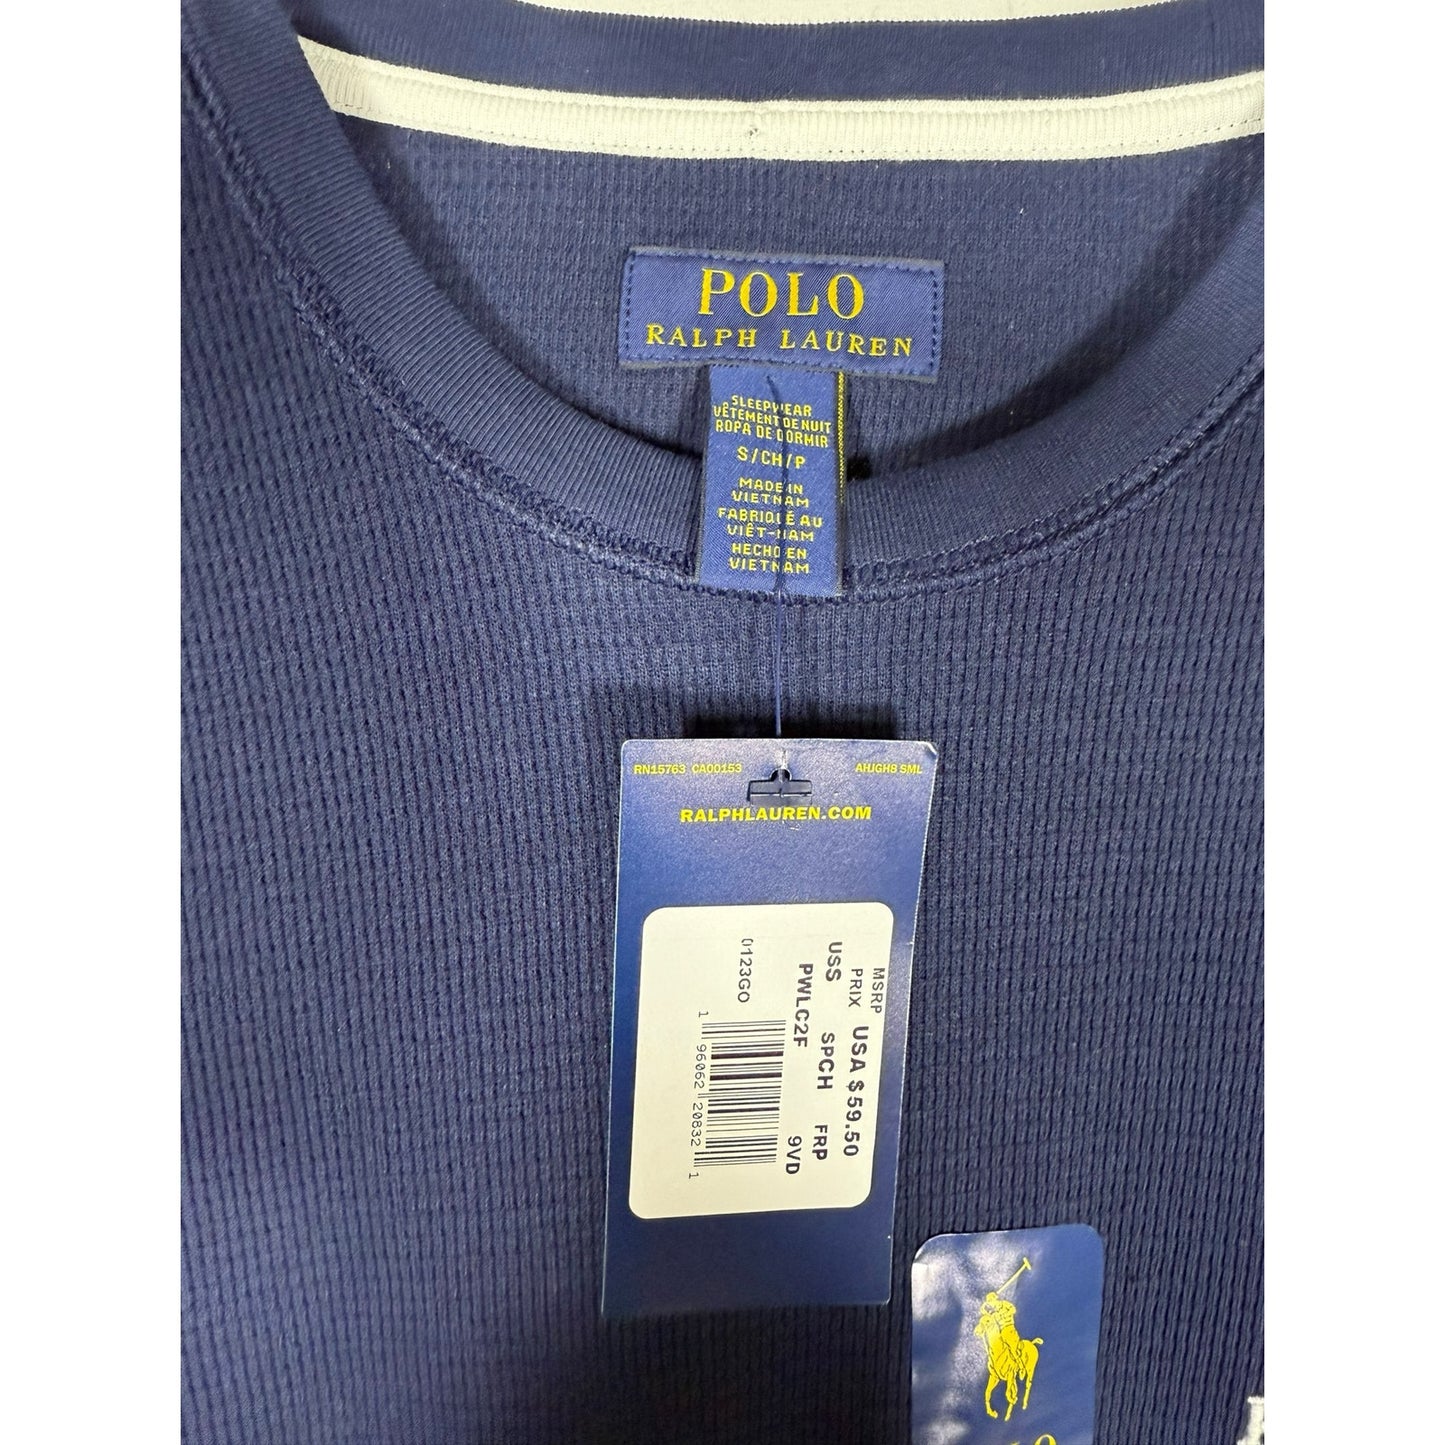 POLO
RALPH LAUREN
SLEEPWEAR
VÊTEMENT DE NUIT
ROPA DE DORMIR
S/CH/P
MADE IN
VIETNAM
FABRIQUÉ AU
VIÊT-NAM
HECHO EN
VIETNAM
RN15763 CA00153
AHJGH8 SML
RALPHLAUREN.COM
MSRP
PRIX USA $59.50
USS SPCH FRP
PWLC2F 9VD
0123GO
1 96062 20832 1